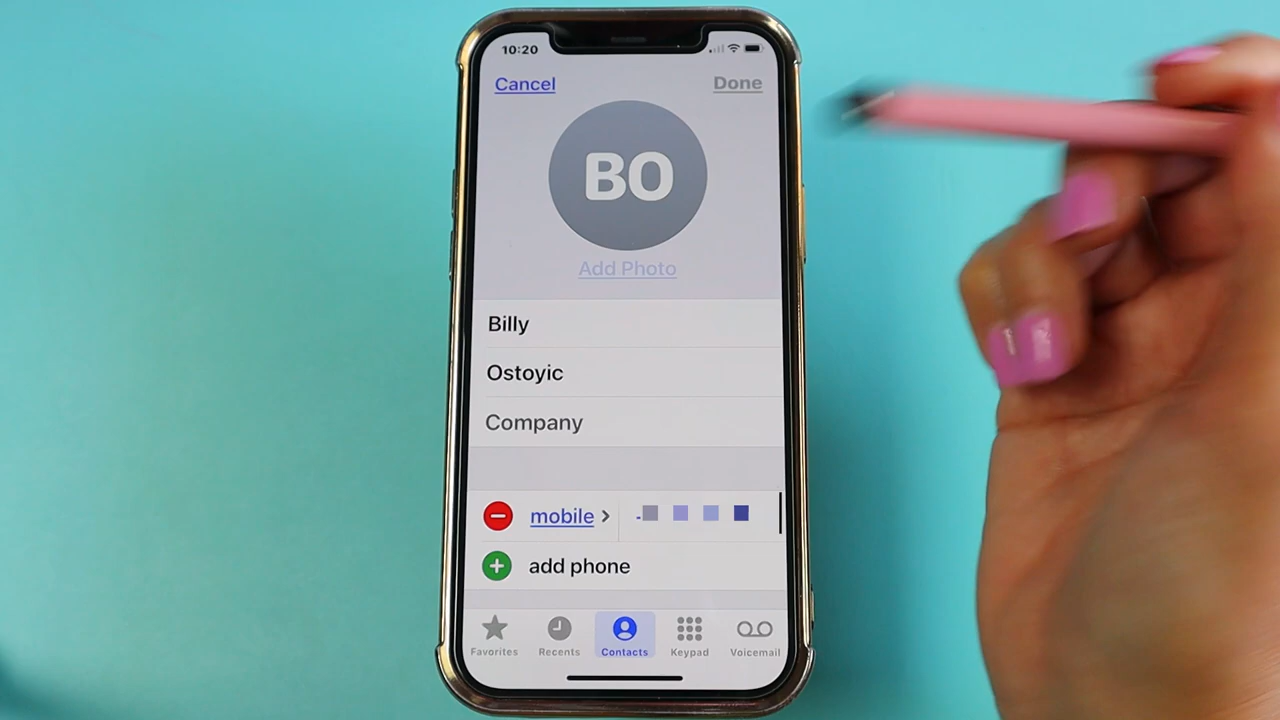 10:20
Cancel
Done
BO
Add Photo
Billy
Ostoyic
Company
mobile
add phone
Favorites
Recents
Contacts
Keypad
Voicemail